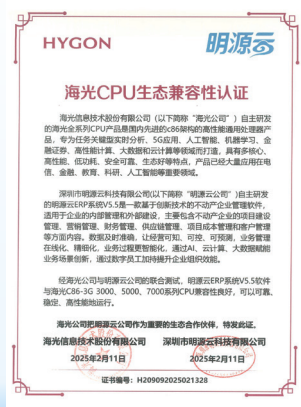 HYGON
明源云
海光CPU生态兼容性认证
海光信息技术股份有限公司（以下简称“海光公司”）自主研发
的海光全系列CPU产品是国内先进的c86架构的高性能通用处理器产
品，专为任务关键型实时分析、5G应用、人工智能、机器学习、金
融证券、高性能计算、大数据和云计算等领域而打造，具有多核心、
高性能、低功耗、安全可靠、生态好等特点，产品已经大量应用在电
信、金融、教育、科研、人工智能等重要领域。
深圳市明源云科技有限公司(以下简称“明源云公司”)自主研发
的明源云ERP系统V5.5是一款基于创新技术的不动产企业管理软件，
适用于企业的内部管理和外部建设，主要包含不动产企业的项目建设
管理、营销管理、财务管理、供应链管理、项目成本管理和客户管理
等方面内容。数据及时准确，让经营可知、可控、可预测，业务管理
在线化、精细化，业务过程更智能化，通过AI、云计算、大数据赋能
业务场景创新，通过数字员工加持提升企业组织效能。
经海光公司与明源云公司的联合测试，明源云ERP系统V5.5软件
与海光C86-3G 3000、5000、7000系列CPU兼容性良好，可以可靠、
稳定、高性能地运行。
海光公司把明源云公司作为重要的生态合作伙伴，特发此证。
海光信息技术股份有限公司 深圳市明源云科技有限公司
2025年2月11日 2025年2月11日
证书编号：H209092025021328